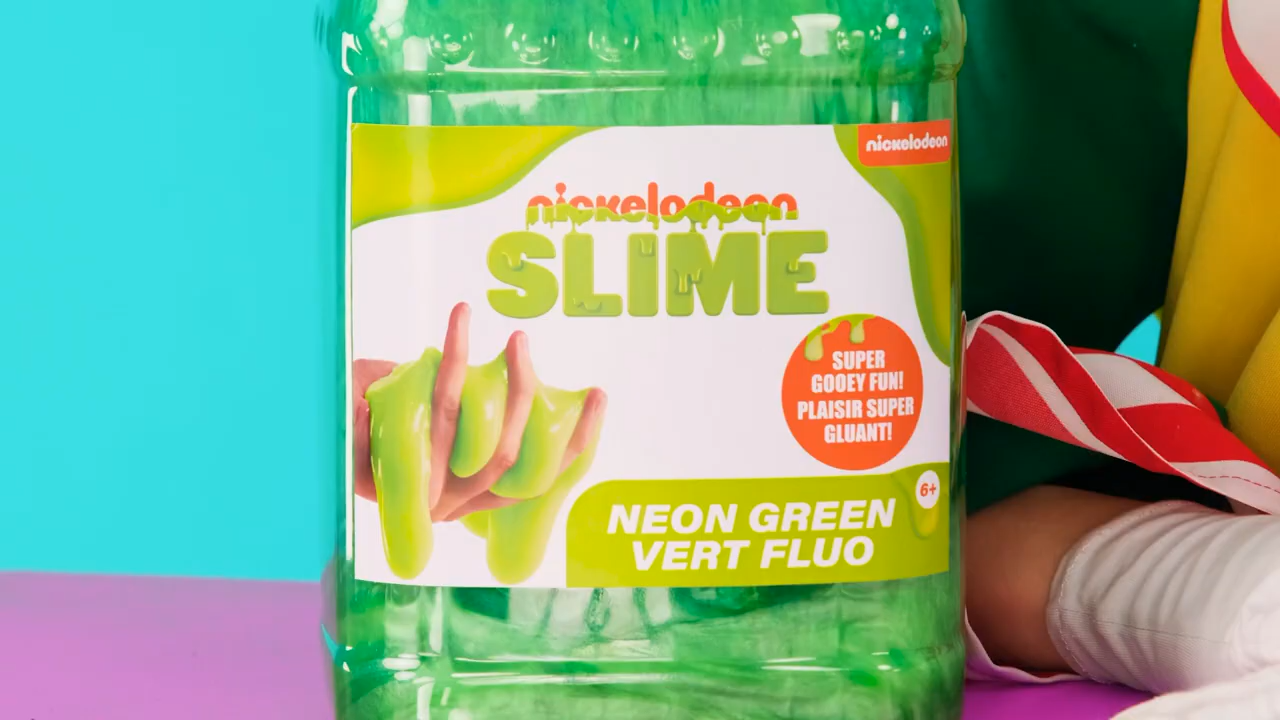 nickelodeon
nickelodeon
SLIME
SUPER
GOOEY FUN!
PLAISIR SUPER
GLUANT!
6+
NEON GREEN
VERT FLUO